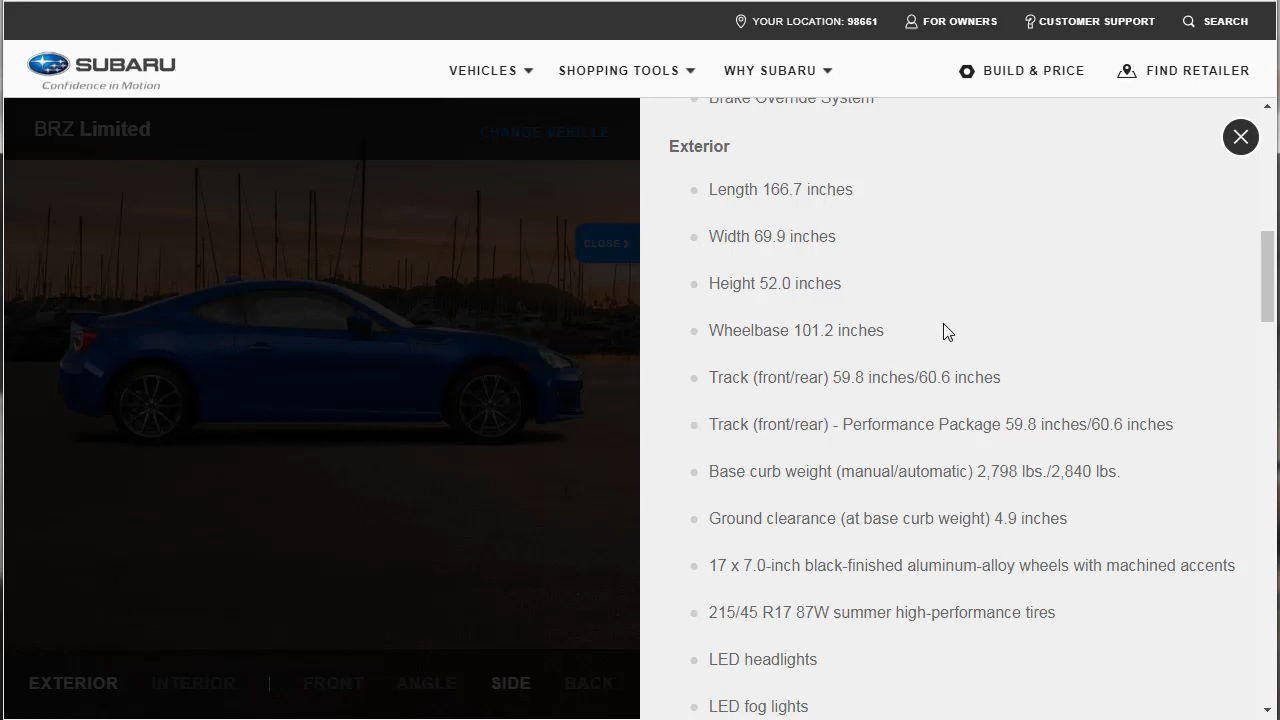 YOUR LOCATION: 98661
FOR OWNERS
CUSTOMER SUPPORT
SEARCH
SUBARU
Confidence in Motion
VEHICLES
SHOPPING TOOLS
WHY SUBARU
BUILD & PRICE
FIND RETAILER
BRZ Limited
CHANGE VEHICLE
CLOSE
EXTERIOR
INTERIOR
FRONT
ANGLE
SIDE
BACK
Brake Override System
Exterior
Length 166.7 inches
Width 69.9 inches
Height 52.0 inches
Wheelbase 101.2 inches
Track (front/rear) 59.8 inches/60.6 inches
Track (front/rear) - Performance Package 59.8 inches/60.6 inches
Base curb weight (manual/automatic) 2,798 lbs./2,840 lbs.
Ground clearance (at base curb weight) 4.9 inches
17 x 7.0-inch black-finished aluminum-alloy wheels with machined accents
215/45 R17 87W summer high-performance tires
LED headlights
LED fog lights